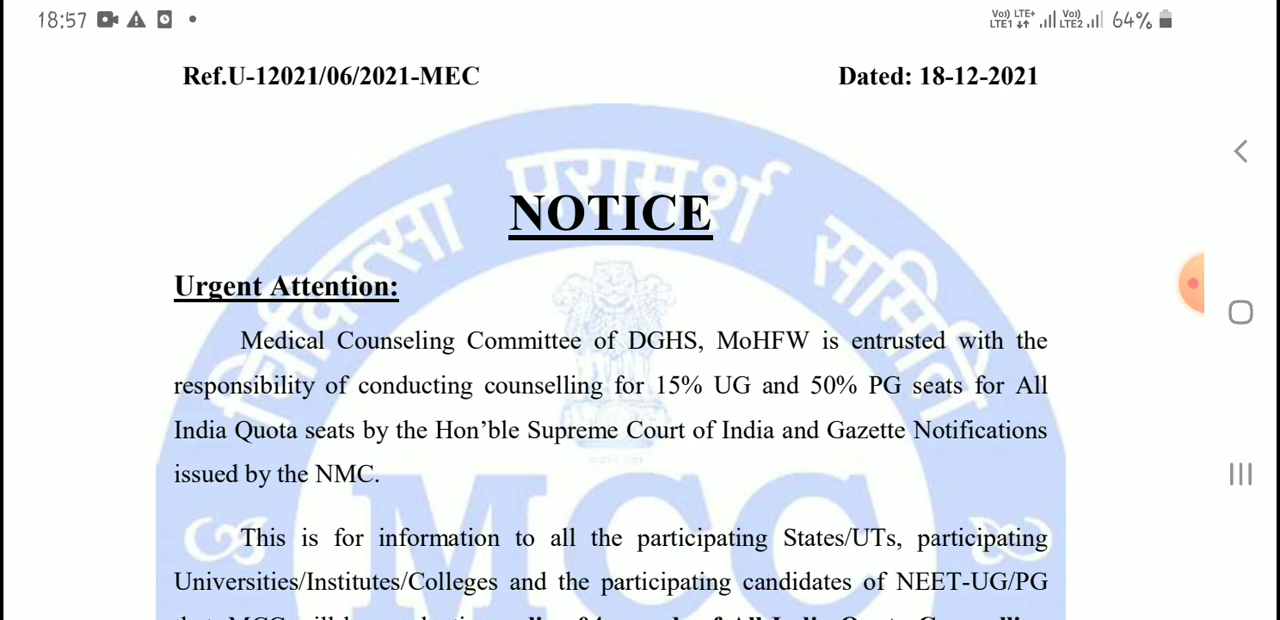 18:57
Vo) LTE+ Vo)
LTE1 LTE2 64%
Ref.U-12021/06/2021-MEC Dated: 18-12-2021
चिकित्सा परामर्श समिति
NOTICE
Urgent Attention:
Medical Counseling Committee of DGHS, MoHFW is entrusted with the
responsibility of conducting counselling for 15% UG and 50% PG seats for All
India Quota seats by the Hon’ble Supreme Court of India and Gazette Notifications
issued by the NMC.
MCC
This is for information to all the participating States/UTs, participating
Universities/Institutes/Colleges and the participating candidates of NEET-UG/PG